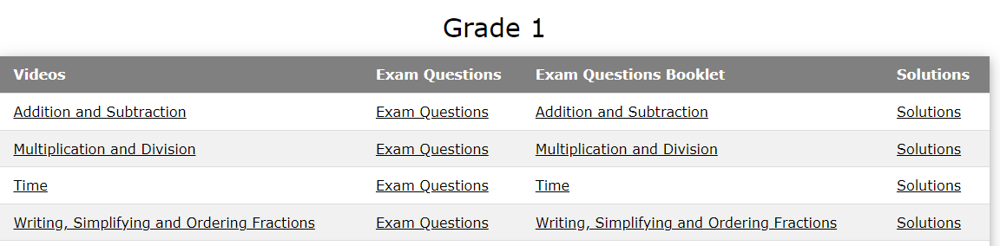 Grade 1
Videos Exam Questions Exam Questions Booklet Solutions
Addition and Subtraction Exam Questions Addition and Subtraction Solutions
Multiplication and Division Exam Questions Multiplication and Division Solutions
Time Exam Questions Time Solutions
Writing, Simplifying and Ordering Fractions Exam Questions Writing, Simplifying and Ordering Fractions Solutions